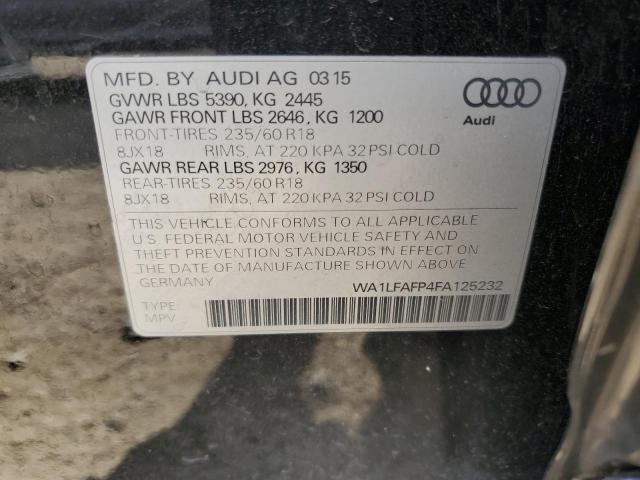 MFD. BY AUDI AG 03 15
GVWR LBS 5390, KG 2445
GAWR FRONT LBS 2646, KG 1200
FRONT-TIRES 235/60 R18
8JX18 RIMS, AT 220 KPA 32 PSI COLD
GAWR REAR LBS 2976, KG 1350
REAR-TIRES 235/60 R18
8JX18 RIMS, AT 220 KPA 32 PSI COLD
Audi
THIS VEHICLE CONFORMS TO ALL APPLICABLE
U.S. FEDERAL MOTOR VEHICLE SAFETY AND
THEFT PREVENTION STANDARDS IN EFFECT ON
THE DATE OF MANUFACTURE SHOWN ABOVE.
GERMANY WA1LFAFP4FA125232
TYPE:
MPV